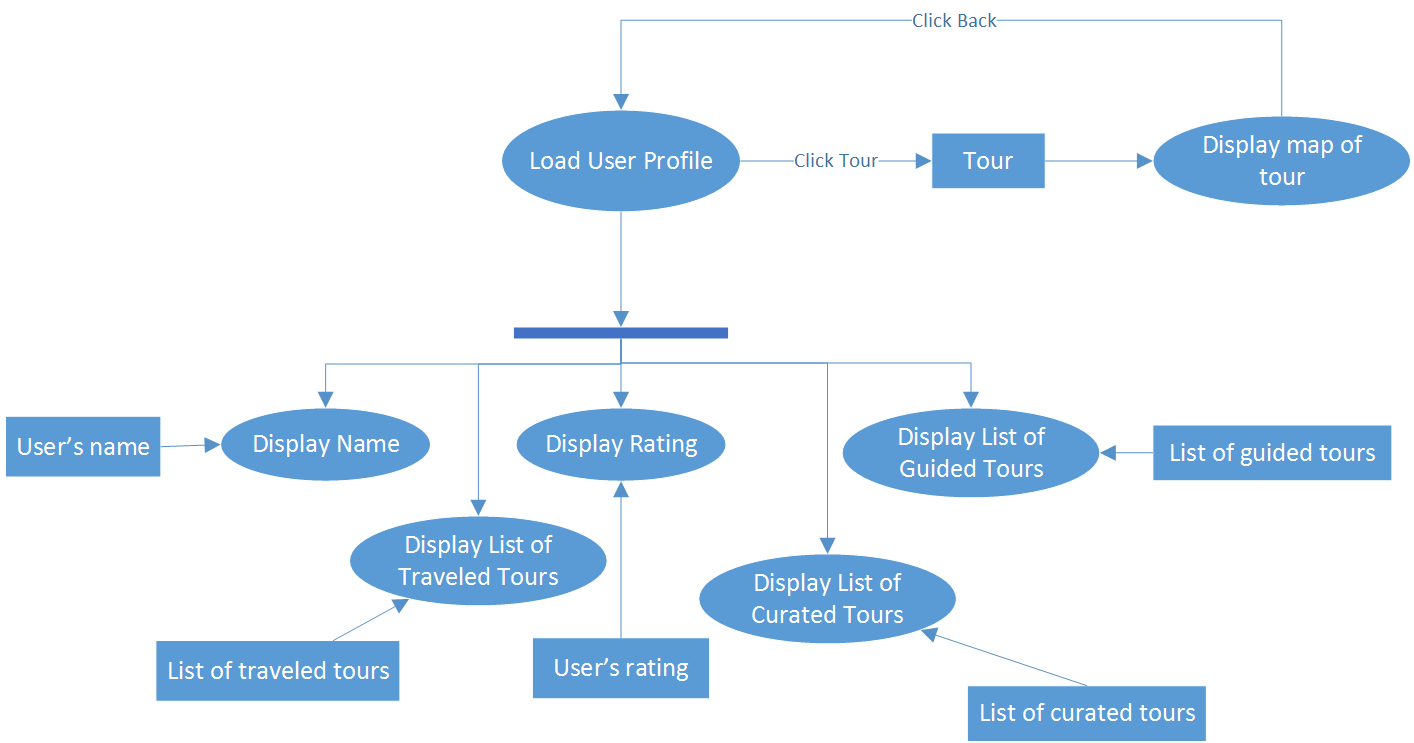 Click Back
Load User Profile
Click Tour
Tour
Display map of
tour
User’s name
Display Name
Display Rating
Display List of
Guided Tours
List of guided tours
Display List of
Traveled Tours
Display List of
Curated Tours
List of traveled tours
User’s rating
List of curated tours